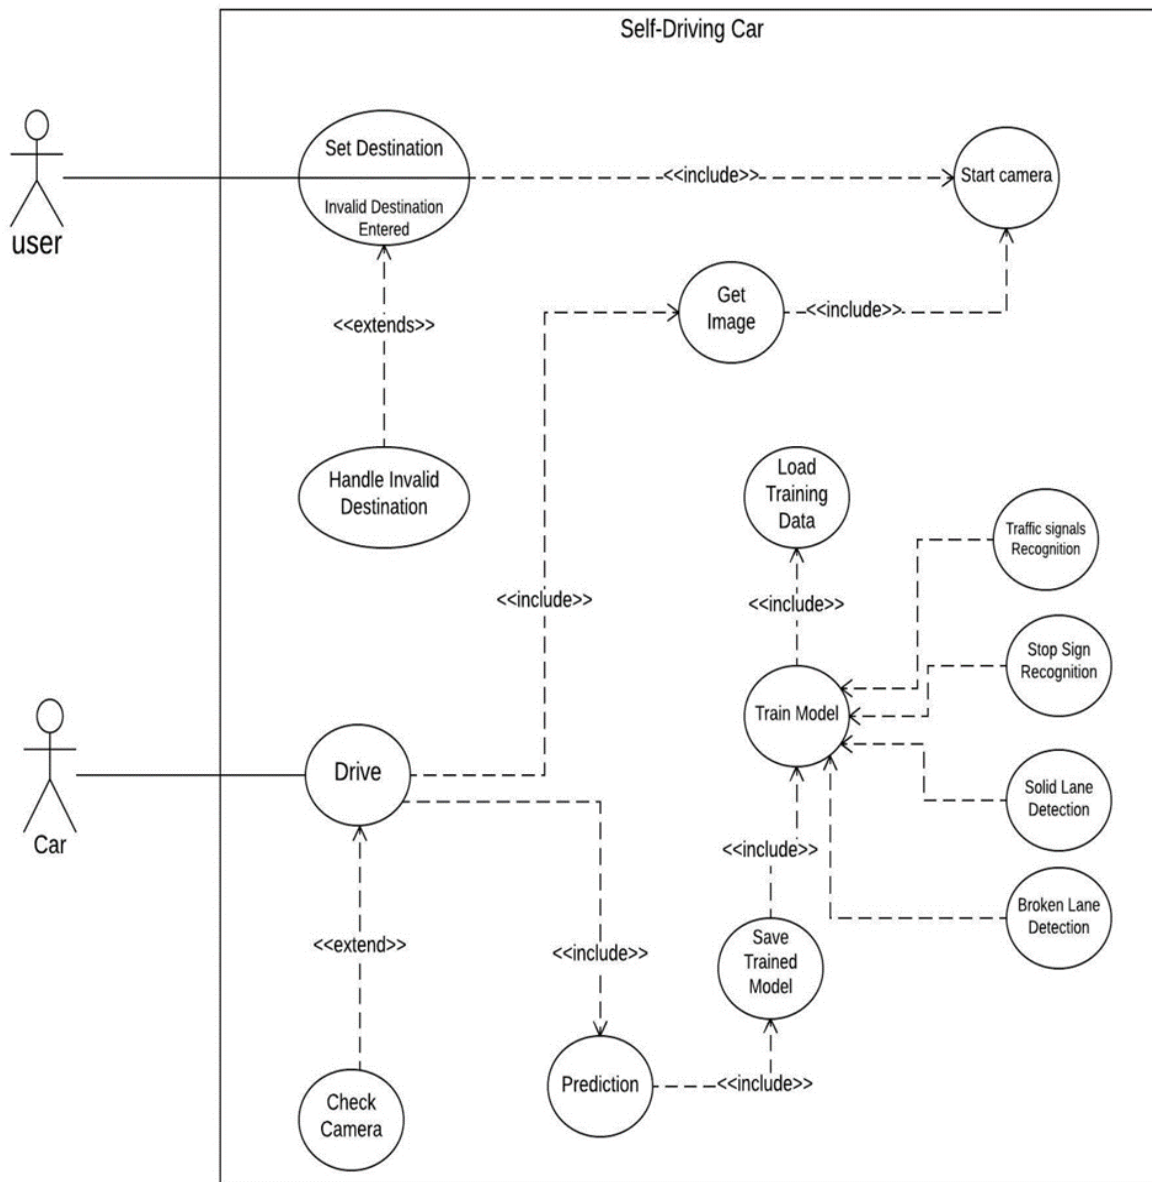 Self-Driving Car
Set Destination
<<include>>
Start camera
Invalid Destination
Entered
user
Get
Image
<<include>>
<<extends>>
Handle Invalid
Destination
Load
Training
Data
Traffic signals
Recognition
<<include>>
<<include>>
Stop Sign
Recognition
Train Model
Drive
Car
Solid Lane
Detection
<<include>>
Broken Lane
Detection
<<extend>>
<<include>>
Save
Trained
Model
Prediction
<<include>>
Check
Camera